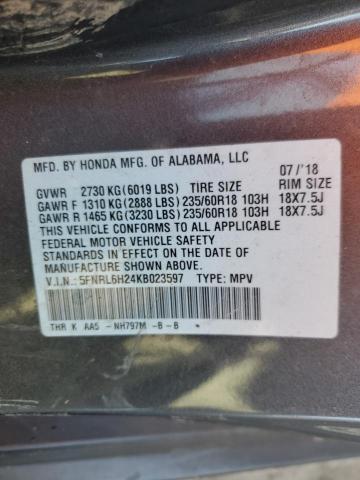 MFD. BY HONDA MFG. OF ALABAMA, LLC 07/'18
GVWR 2730 KG(6019 LBS) TIRE SIZE RIM SIZE
GAWR F 1310 KG(2888 LBS)235/60R18 103H 18X7.5J
GAWR R 1465 KG(3230 LBS)235/60R18 103H 18X7.5J
THIS VEHICLE CONFORMS TO ALL APPLICABLE
FEDERAL MOTOR VEHICLE SAFETY
STANDARDS IN EFFECT ON THE DATE OF
MANUFACTURE SHOWN ABOVE.
V.I.N.: 5FNRL6H24KB023597 TYPE: MPV
THR K AA5 - NH797M -B-B *